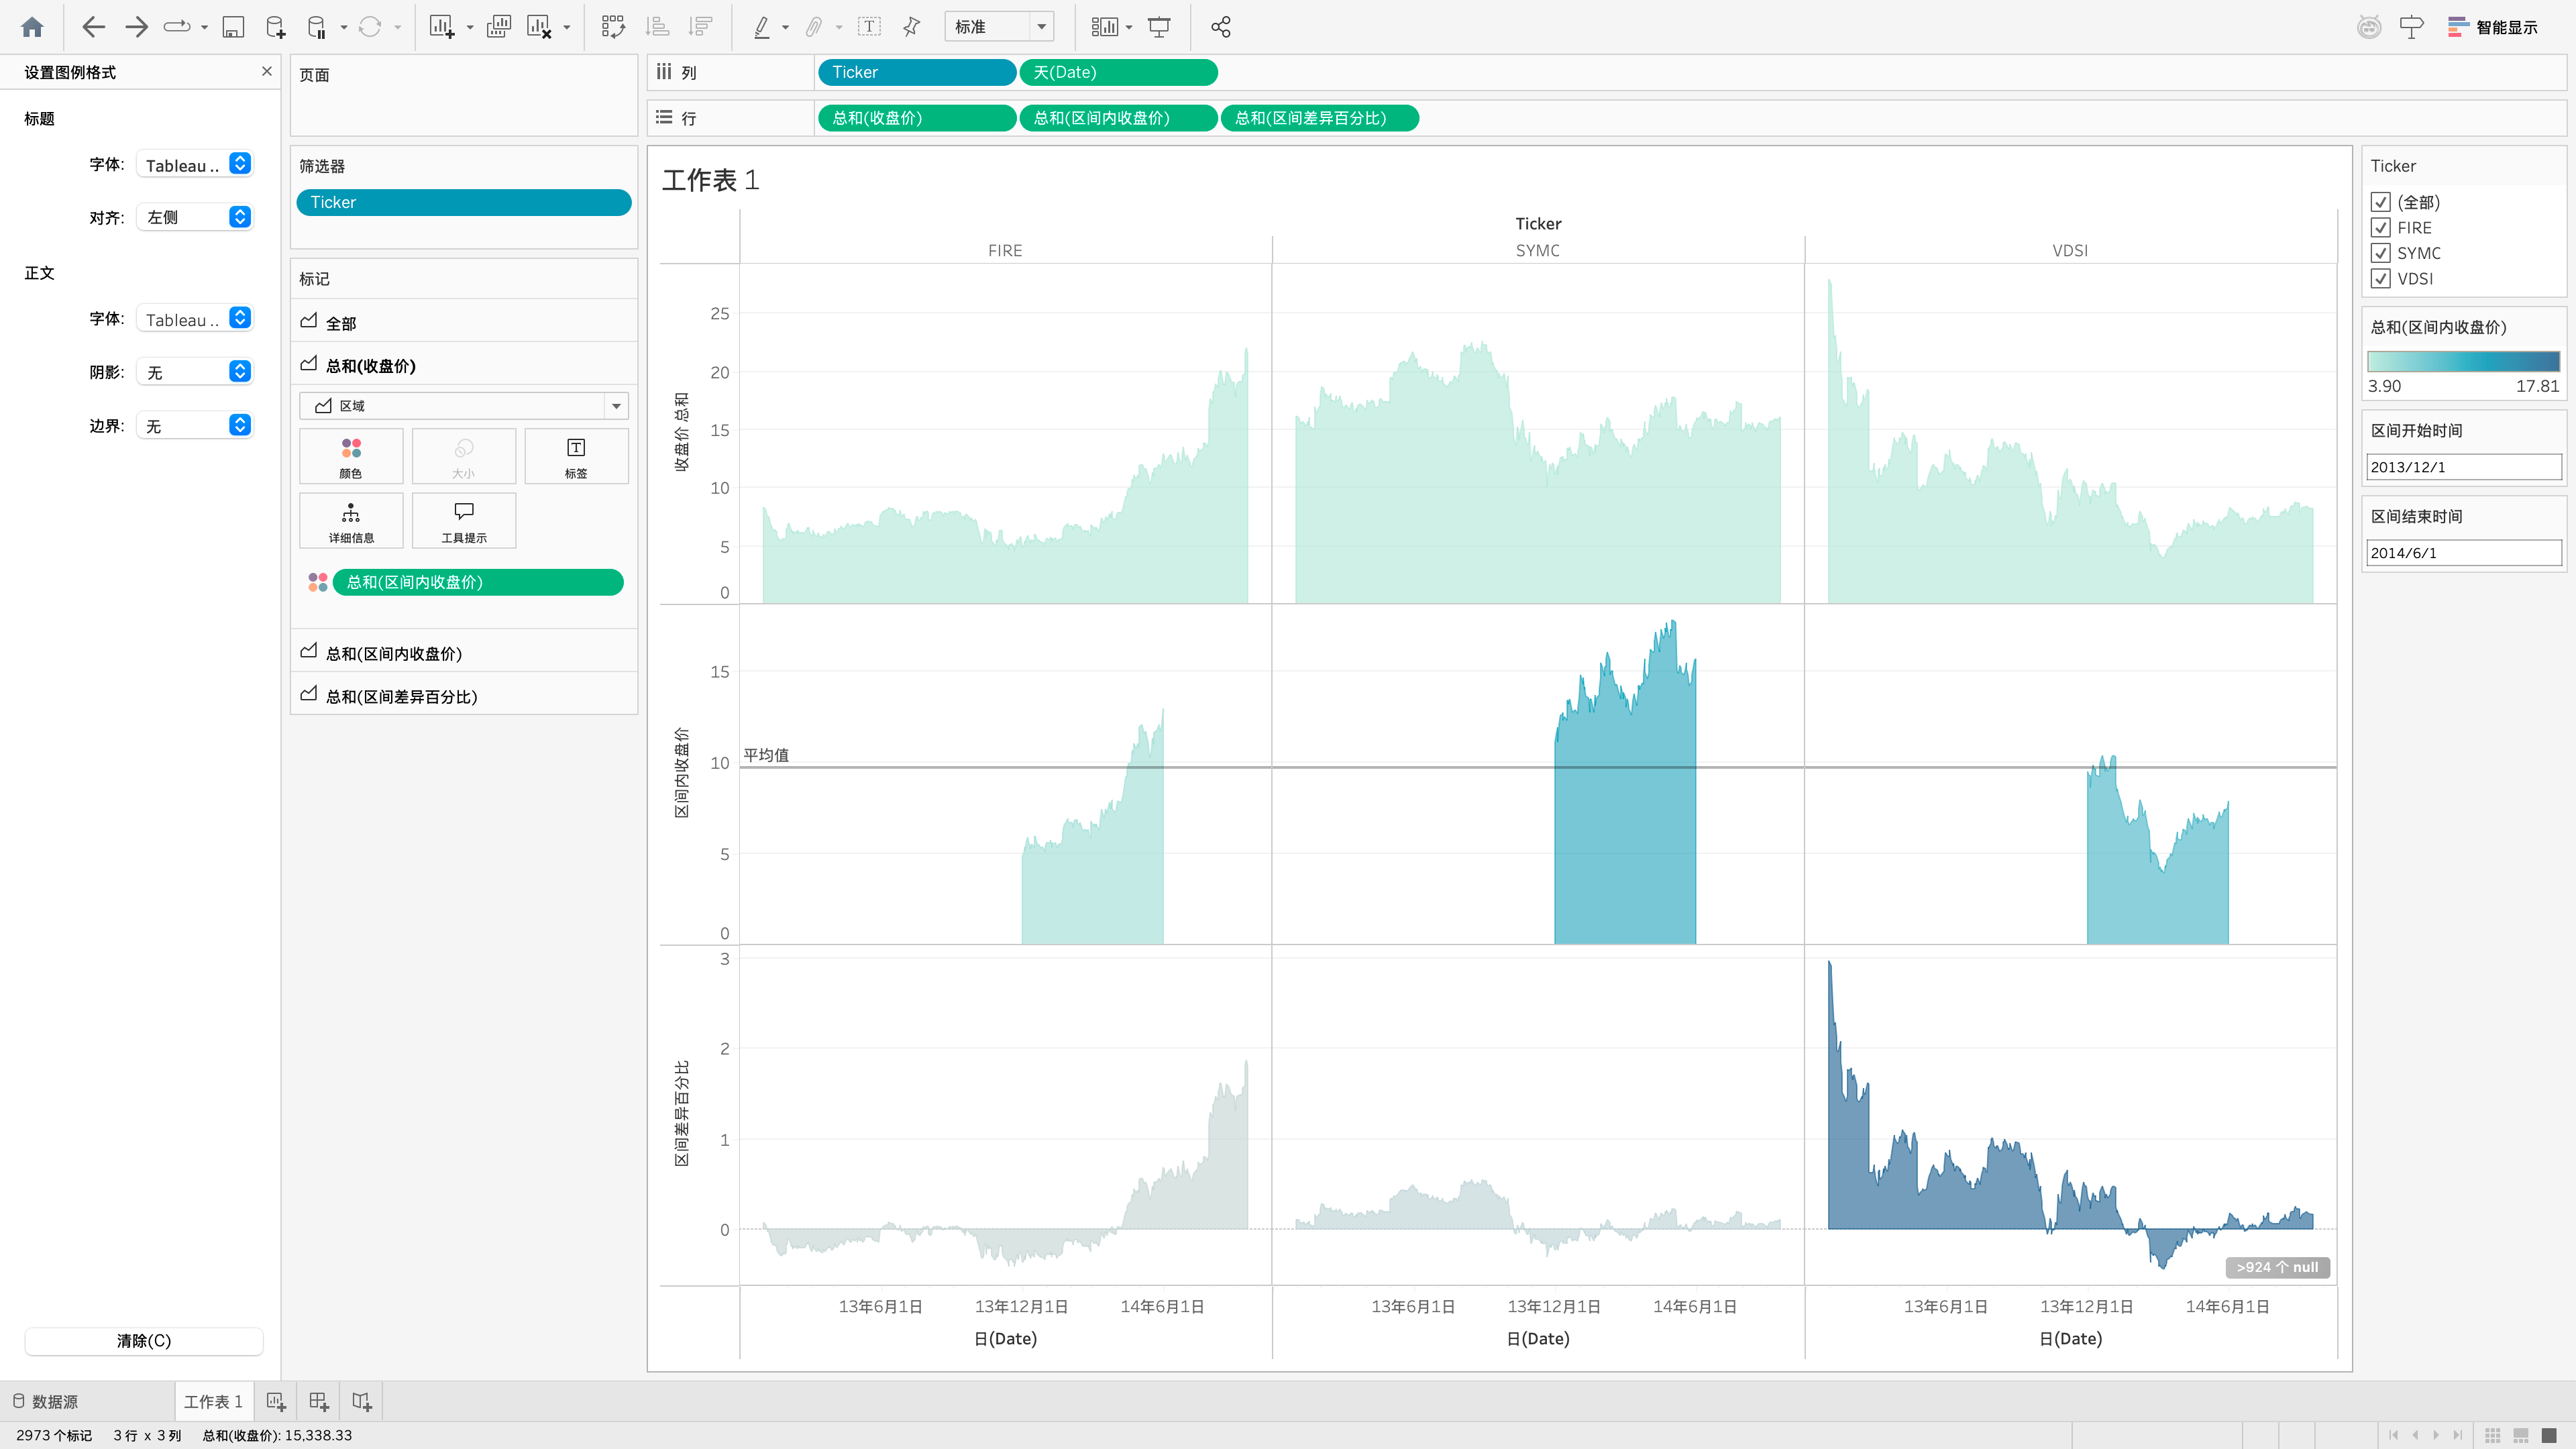 标准
智能显示
设置图例格式
标题
字体:
Tableau ..
对齐:
左侧
正文
字体:
Tableau ..
阴影:
无
边界:
无
清除(C)
页面
筛选器
Ticker
标记
全部
总和(收盘价)
区域
颜色
大小
标签
详细信息
工具提示
总和(区间内收盘价)
总和(区间内收盘价)
总和(区间差异百分比)
列
Ticker
天(Date)
行
总和(收盘价)
总和(区间内收盘价)
总和(区间差异百分比)
工作表 1
Ticker
FIRE
SYMC
VDSI
收盘价 总和
25
20
15
10
5
0
区间内收盘价
15
10
5
0
平均值
区间差异百分比
3
2
1
0
>924 个 null
13年6月1日
13年12月1日
14年6月1日
13年6月1日
13年12月1日
14年6月1日
13年6月1日
13年12月1日
14年6月1日
日(Date)
日(Date)
日(Date)
Ticker
(全部)
FIRE
SYMC
VDSI
总和(区间内收盘价)
3.90
17.81
区间开始时间
2013/12/1
区间结束时间
2014/6/1
数据源
工作表 1
2973 个标记
3 行 x 3 列
总和(收盘价): 15,338.33